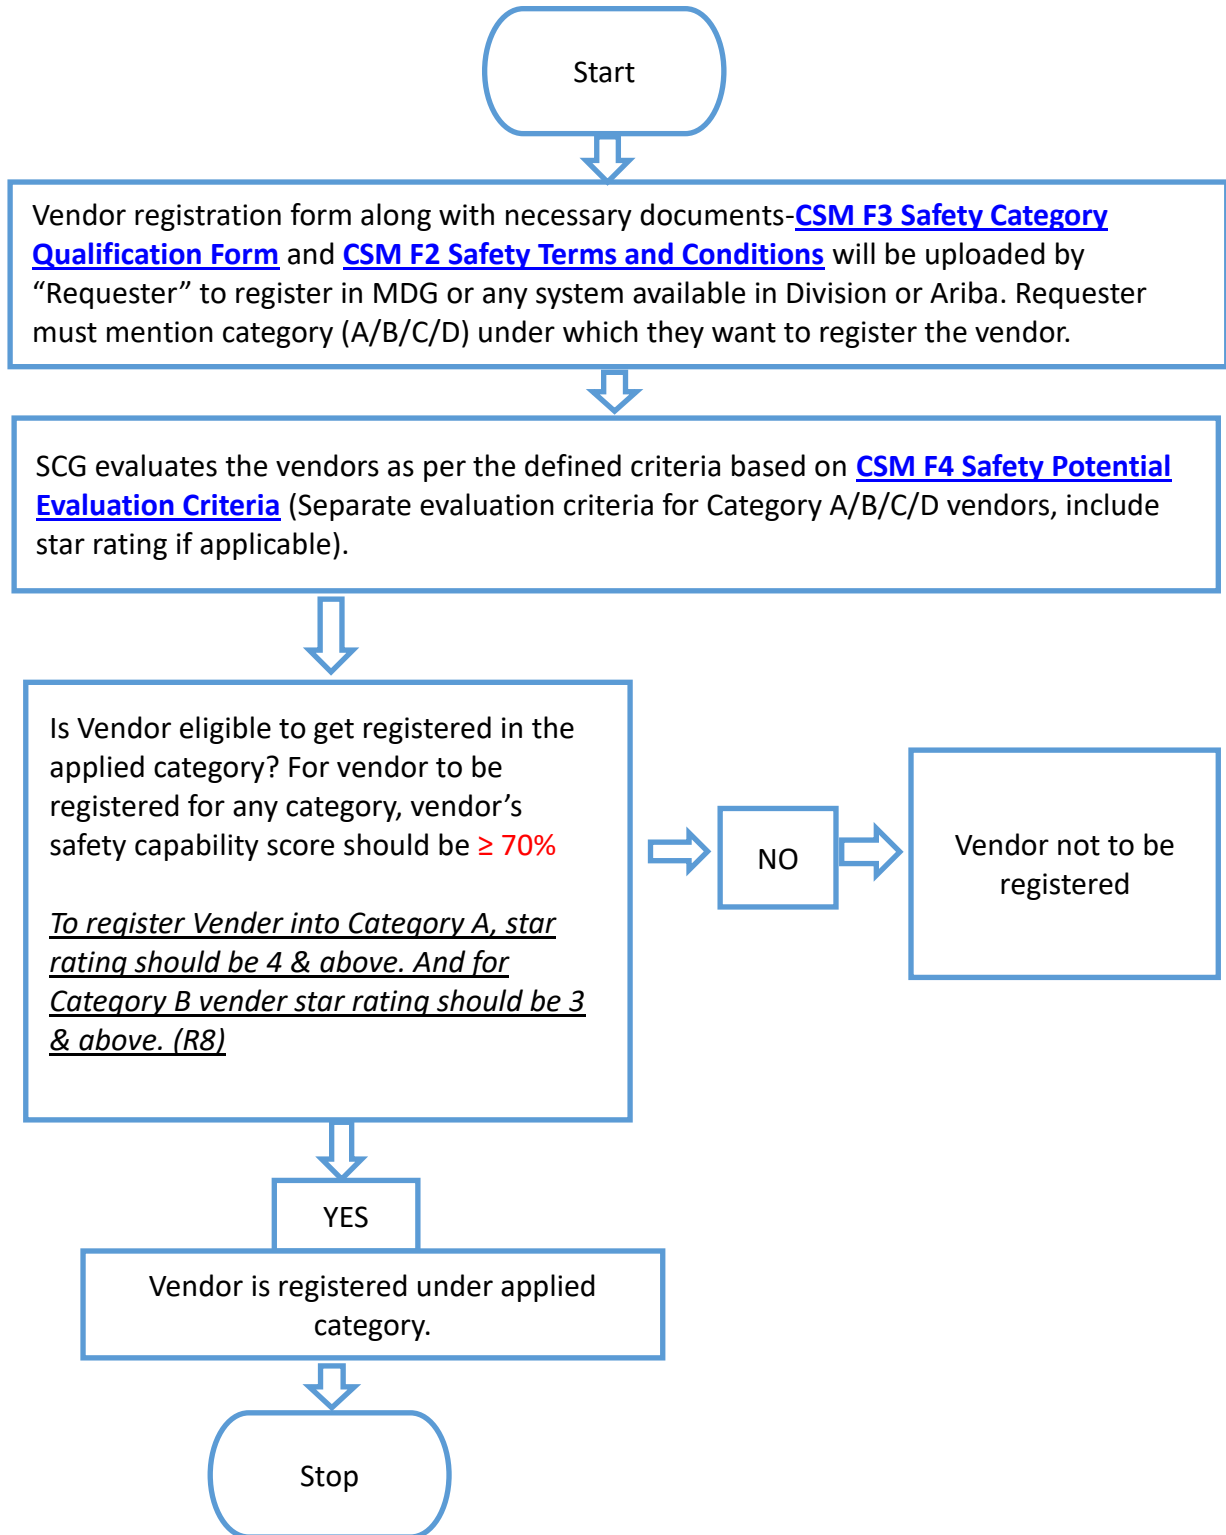 Start
Vendor registration form along with necessary documents-CSM F3 Safety Category
Qualification Form and CSM F2 Safety Terms and Conditions will be uploaded by
“Requester” to register in MDG or any system available in Division or Ariba. Requester
must mention category (A/B/C/D) under which they want to register the vendor.
SCG evaluates the vendors as per the defined criteria based on CSM F4 Safety Potential
Evaluation Criteria (Separate evaluation criteria for Category A/B/C/D vendors, include
star rating if applicable).
Is Vendor eligible to get registered in the
applied category? For vendor to be
registered for any category, vendor’s
safety capability score should be ≥ 70%
To register Vender into Category A, star
rating should be 4 & above. And for
Category B vender star rating should be 3
& above. (R8)
NO
Vendor not to be
registered
YES
Vendor is registered under applied
category.
Stop